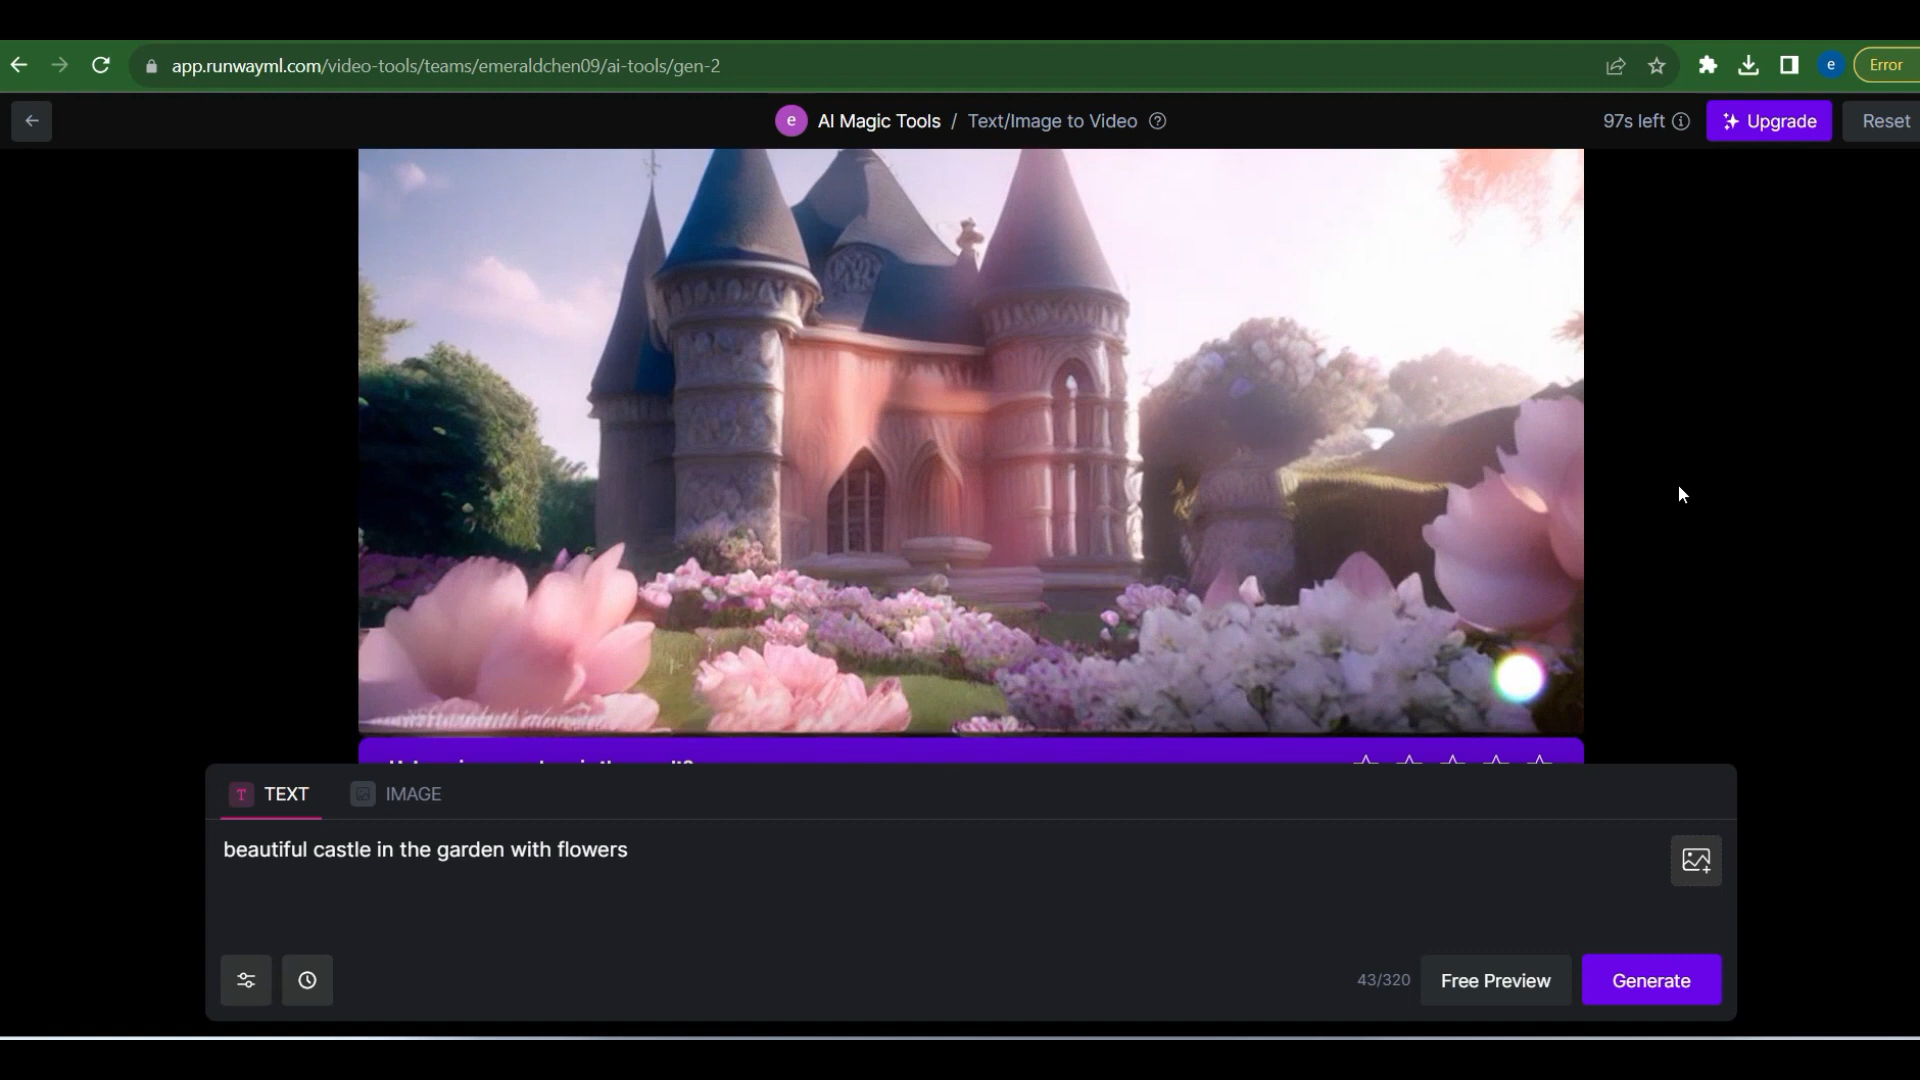 app.runwayml.com/video-tools/teams/emeraldchen09/ai-tools/gen-2
e
Error
e AI Magic Tools / Text/Image to Video
97s left
Upgrade
Reset
T TEXT
IMAGE
beautiful castle in the garden with flowers
43/320
Free Preview
Generate